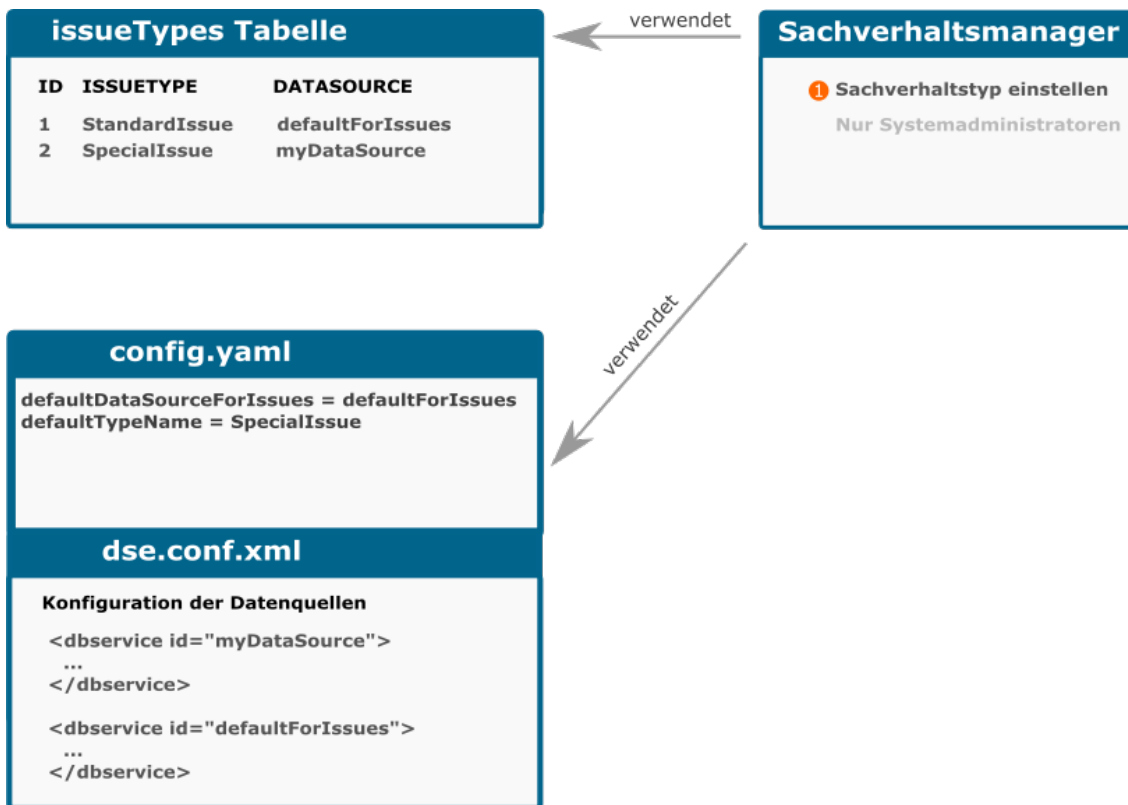 issueTypes Tabelle
ID ISSUETYPE DATASOURCE
1 StandardIssue defaultForIssues
2 SpecialIssue myDataSource
verwendet
Sachverhaltsmanager
1 Sachverhaltstyp einstellen
Nur Systemadministratoren
verwendet
config.yaml
defaultDataSourceForIssues = defaultForIssues
defaultTypeName = SpecialIssue
dse.conf.xml
Konfiguration der Datenquellen
<dbservice id="myDataSource">
...
</dbservice>
<dbservice id="defaultForIssues">
...
</dbservice>